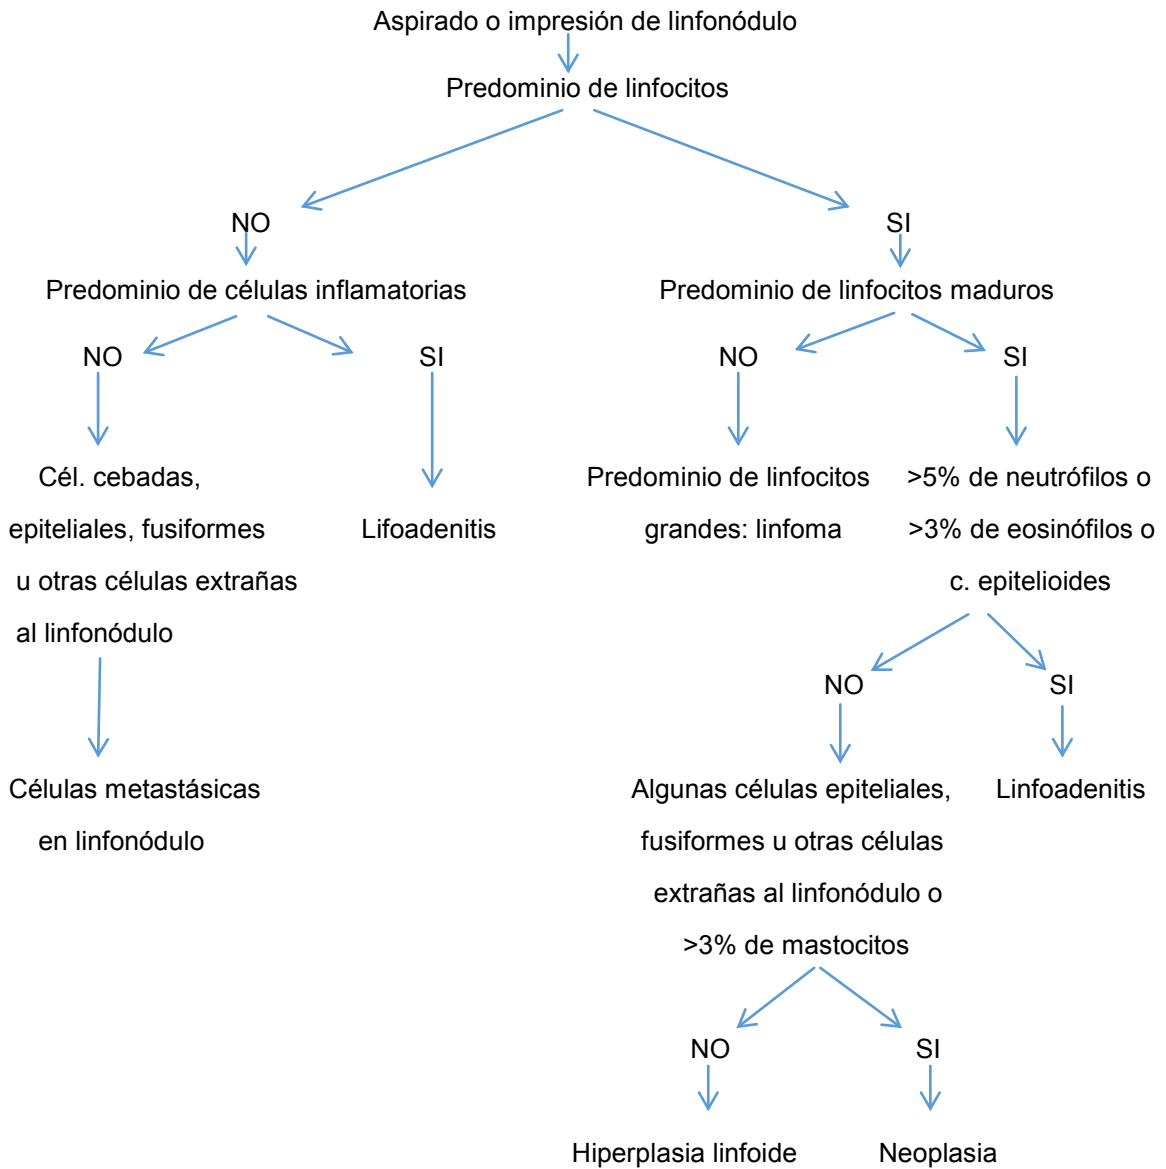 Aspirado o impresión de linfonódulo
Predominio de linfocitos
NO
SI
Predominio de células inflamatorias
Predominio de linfocitos maduros
NO
SI
NO
SI
Cél. cebadas,
epiteliales, fusiformes
u otras células extrañas
al linfonódulo
Lifoadenitis
Predominio de linfocitos
grandes: linfoma
>5% de neutrófilos o
>3% de eosinófilos o
c. epitelioides
NO
SI
Células metastásicas
en linfonódulo
Algunas células epiteliales,
fusiformes u otras células
extrañas al linfonódulo o
>3% de mastocitos
Linfoadenitis
NO
SI
Hiperplasia linfoide
Neoplasia